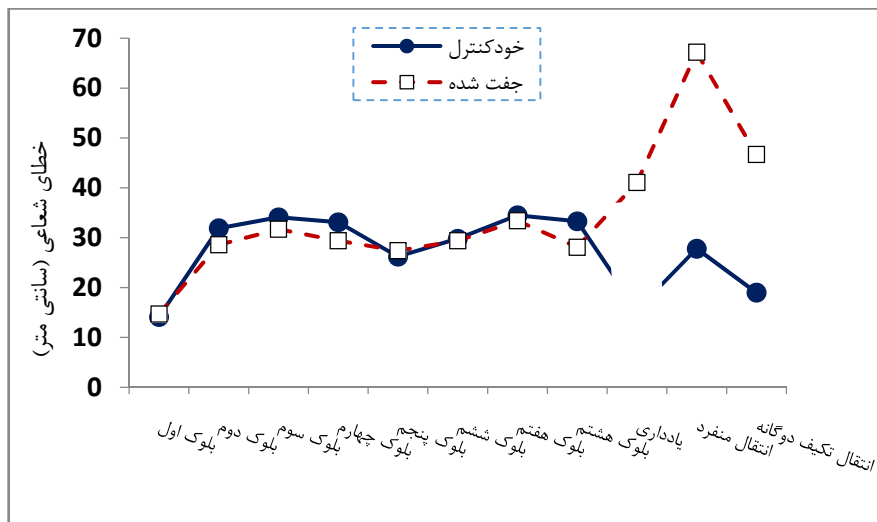 خودکنترل
جفت شده
خطای شعاعی (سانتی متر)
70
60
50
40
30
20
10
0
بلوک اول
بلوک دوم
بلوک سوم
بلوک چهارم
بلوک پنجم
بلوک ششم
بلوک هفتم
بلوک هشتم
یادداری
انتقال منفرد
انتقال تکیف دوگانه